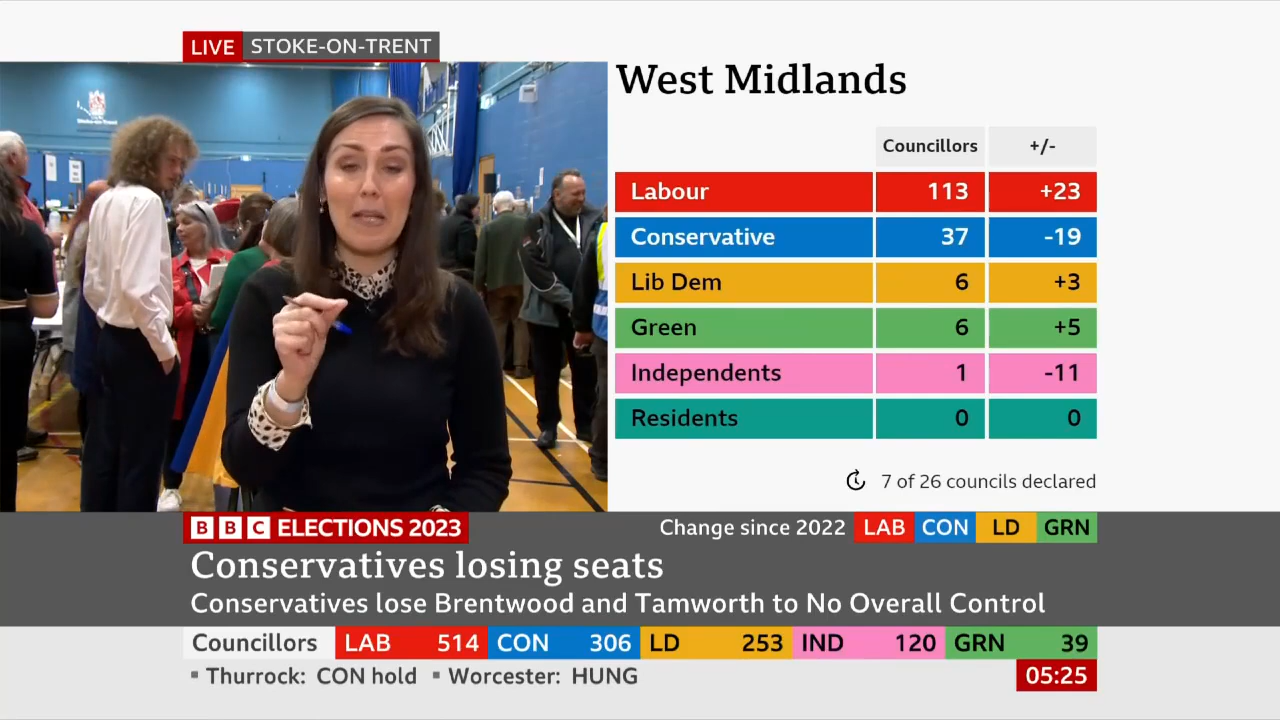 LIVE STOKE-ON-TRENT
West Midlands
Councillors +/-
Labour 113 +23
Conservative 37 -19
Lib Dem 6 +3
Green 6 +5
Independents 1 -11
Residents 0 0
7 of 26 councils declared
BBC ELECTIONS 2023 Change since 2022 LAB CON LD GRN
Conservatives losing seats
Conservatives lose Brentwood and Tamworth to No Overall Control
Councillors LAB 514 CON 306 LD 253 IND 120 GRN 39
Thurrock: CON hold Worcester: HUNG 05:25